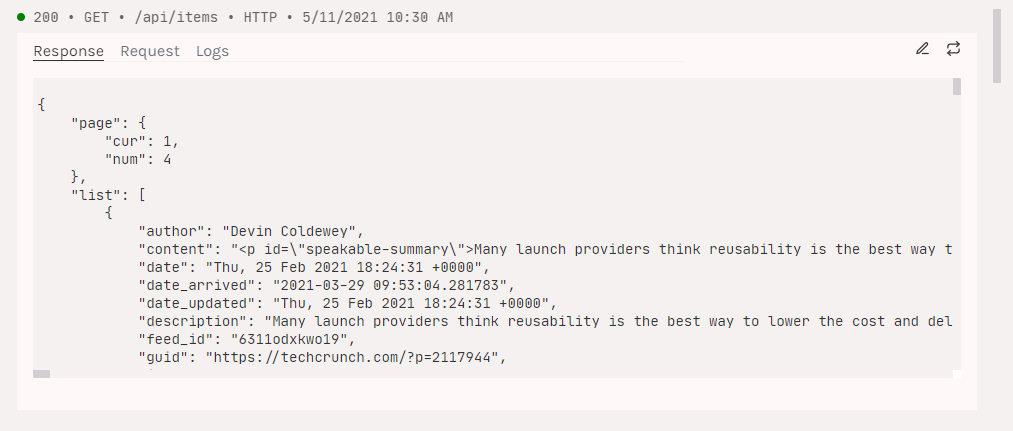 200 • GET • /api/items • HTTP • 5/11/2021 10:30 AM
Response Request Logs
{
"page": {
"cur": 1,
"num": 4
},
"list": [
{
"author": "Devin Coldewey",
"content": "<p id=\"speakable-summary\">Many launch providers think reusability is the best way t
"date": "Thu, 25 Feb 2021 18:24:31 +0000",
"date_arrived": "2021-03-29 09:53:04.281783",
"date_updated": "Thu, 25 Feb 2021 18:24:31 +0000",
"description": "Many launch providers think reusability is the best way to lower the cost and del
"feed_id": "6311odxkwo19",
"guid": "https://techcrunch.com/?p=2117944",